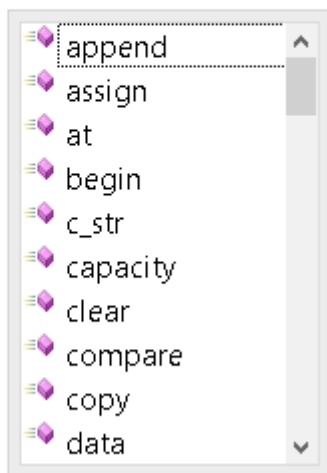 append
assign
at
begin
c_str
capacity
clear
compare
copy
data